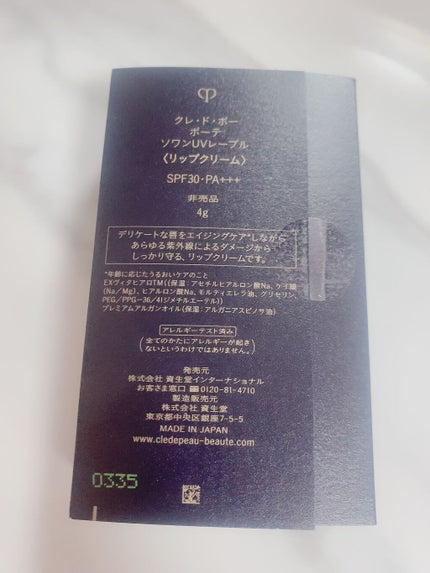 クレ・ド・ポー
ボーテ
ソワンUVレーブル
〈リップクリーム〉
SPF30・PA+++
非売品
4g
デリケートな唇をエイジングケア*しながら
あらゆる紫外線によるダメージから
しっかり守る、リップクリームです。
*年齢に応じたうるおいケアのこと
EXヴィタヒアロTM((保湿:アセチルヒアルロン酸Na、ケイ酸
(Na/Mg)、ヒアルロン酸Na、モルティエレラ油、グリセリン、
PEG/PPG-36/41ジメチルエーテル))
プレミアムアルガンオイル(保湿:アルガニアスピノサ油)
アレルギーテスト済み
(全てのかたにアレルギーが起き
ないというわけではありません。)
発売元
株式会社 資生堂インターナショナル
お客さま窓口 0120-81-4710
製造販売元
株式会社 資生堂
東京都中央区銀座7-5-5
MADE IN JAPAN
www.cledepeau-beaute.com
0335